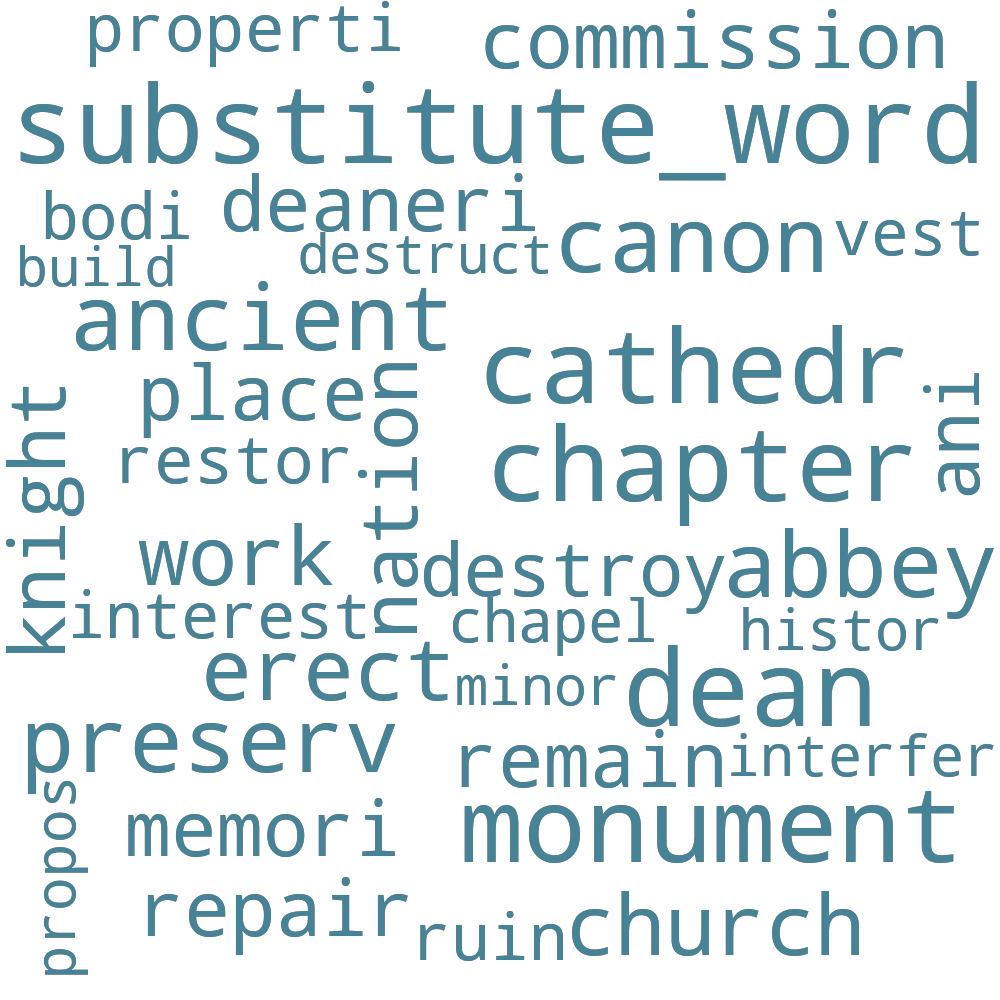 properti
commission
substitute_word
bodi
deaneri
canon
vest
build
destruct
ancient
cathedr
place
nation
ani
knight
restor
chapter
work
destroy
abbey
interest
chapel
histor
erect
minor
dean
preserv
remain
interfer
propos
memori
monument
repair
ruin
church